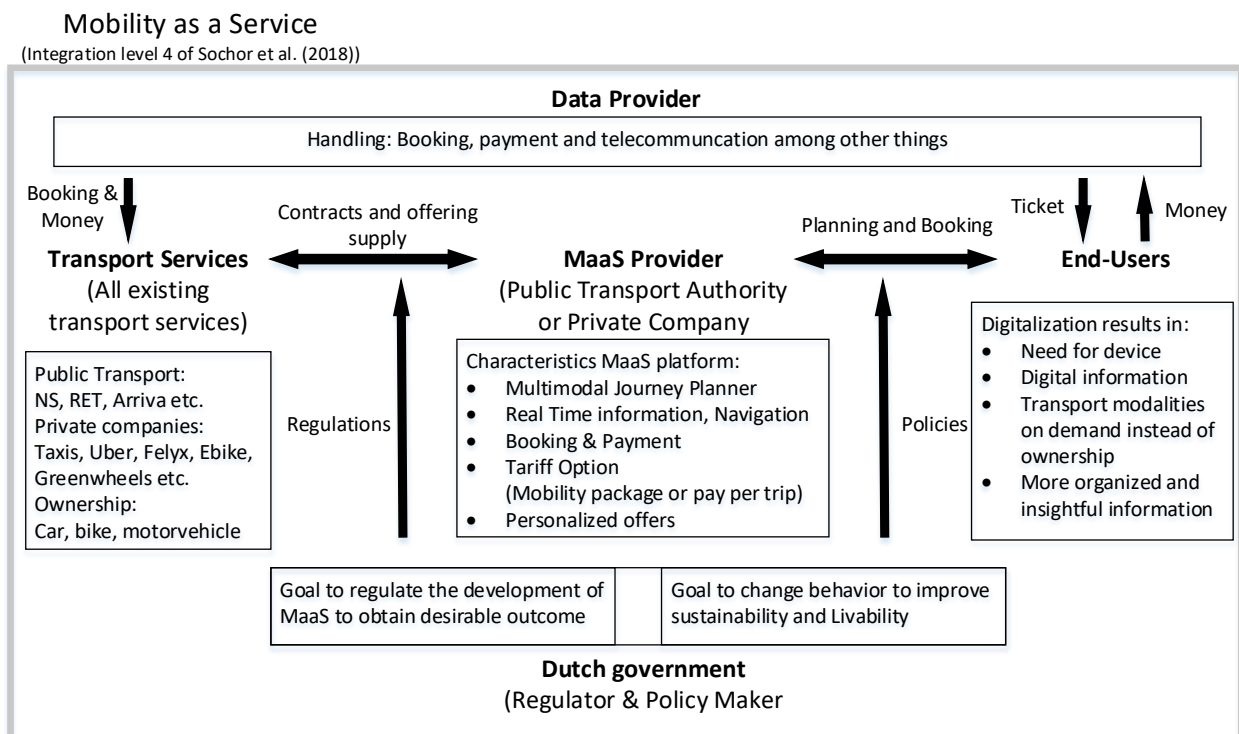 Mobility as a Service
(Integration level 4 of Sochor et al. (2018))
Data Provider
Handling: Booking, payment and telecommuncation among other things
Booking &
Money
Contracts and offering
supply
Planning and Booking
Ticket
Money
Transport Services
(All existing
transport services)
MaaS Provider
(Public Transport Authority
or Private Company
End-Users
Public Transport:
NS, RET, Arriva etc.
Private companies:
Taxis, Uber, Felyx, Ebike,
Greenwheels etc.
Ownership:
Car, bike, motorvehicle
Regulations
Characteristics MaaS platform:
• Multimodal Journey Planner
• Real Time information, Navigation
• Booking & Payment
• Tariff Option
(Mobility package or pay per trip)
• Personalized offers
Policies
Digitalization results in:
• Need for device
• Digital information
• Transport modalities
on demand instead of
ownership
• More organized and
insightful information
Goal to regulate the development of
MaaS to obtain desirable outcome
Goal to change behavior to improve
sustainability and Livability
Dutch government
(Regulator & Policy Maker